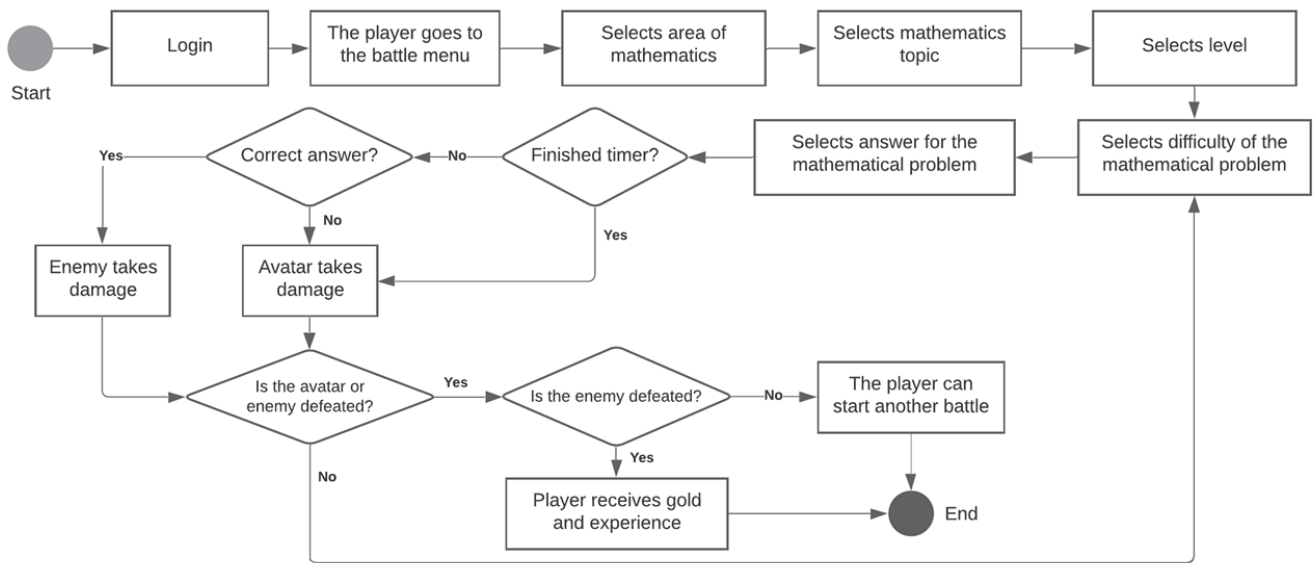 Login
The player goes to
the battle menu
Selects area of
mathematics
Selects mathematics
topic
Selects level
Start
Yes
Correct answer?
No
Finished timer?
Selects answer for the
mathematical problem
Selects difficulty of the
mathematical problem
No
Yes
Enemy takes
damage
Avatar takes
damage
Is the avatar or
enemy defeated?
Yes
Is the enemy defeated?
No
The player can
start another battle
Yes
No
Player receives gold
and experience
End